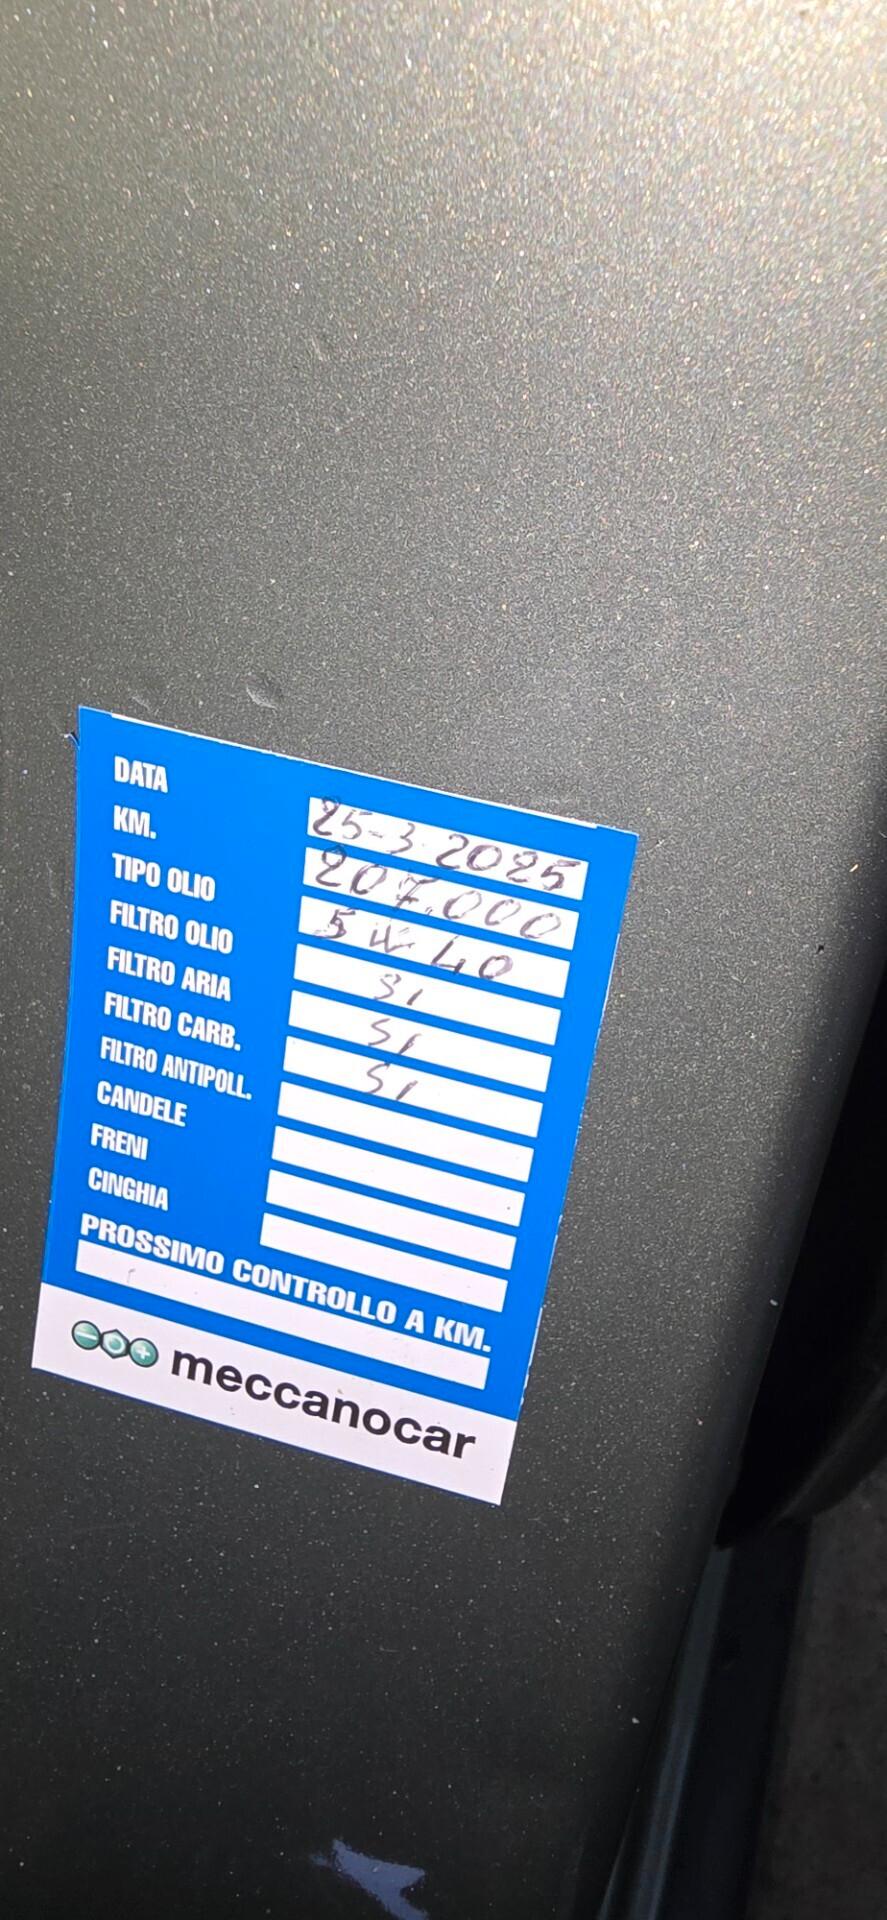 DATA 25-3-2025
KM. 207.000
TIPO OLIO 5W40
FILTRO OLIO SI
FILTRO ARIA SI
FILTRO CARB. SI
FILTRO ANTIPOLL.
CANDELE
FRENI
CINGHIA
PROSSIMO CONTROLLO A KM.
meccanocar